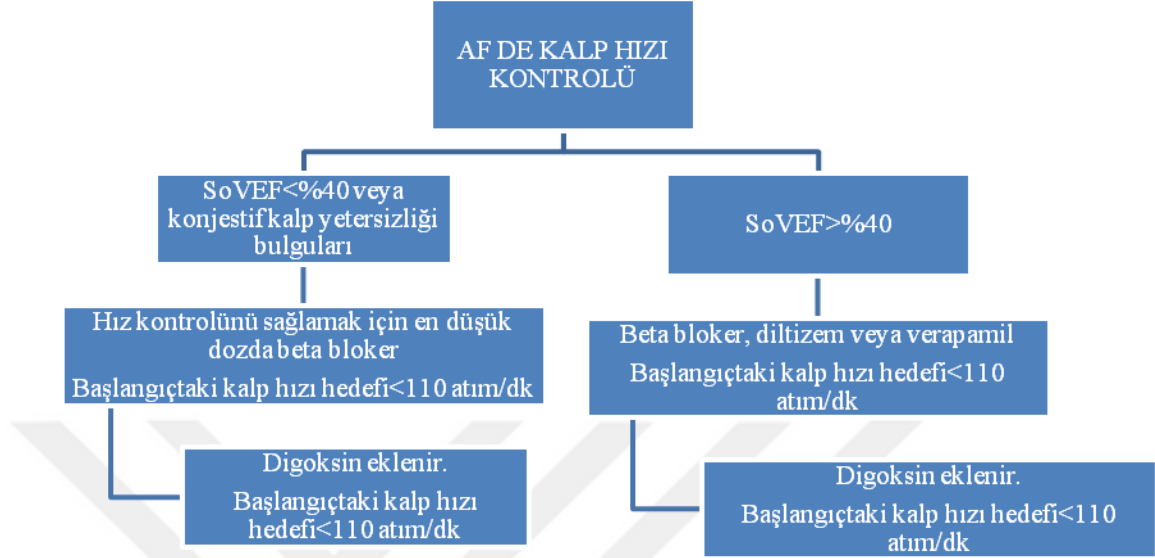 AF DE KALP HIZI
KONTROLÜ
SoVEF<%40 veya
konjestif kalp yetersizliği
bulguları
SoVEF>%40
Hız kontrolünü sağlamak için en düşük
dozda beta bloker
Başlangıçtaki kalp hızı hedefi<110 atım/dk
Beta bloker, diltizem veya verapamil
Başlangıçtaki kalp hızı hedefi<110
atım/dk
Digoksin eklenir.
Başlangıçtaki kalp hızı
hedefi<110 atım/dk
Digoksin eklenir.
Başlangıçtaki kalp hızı hedefi<110
atım/dk